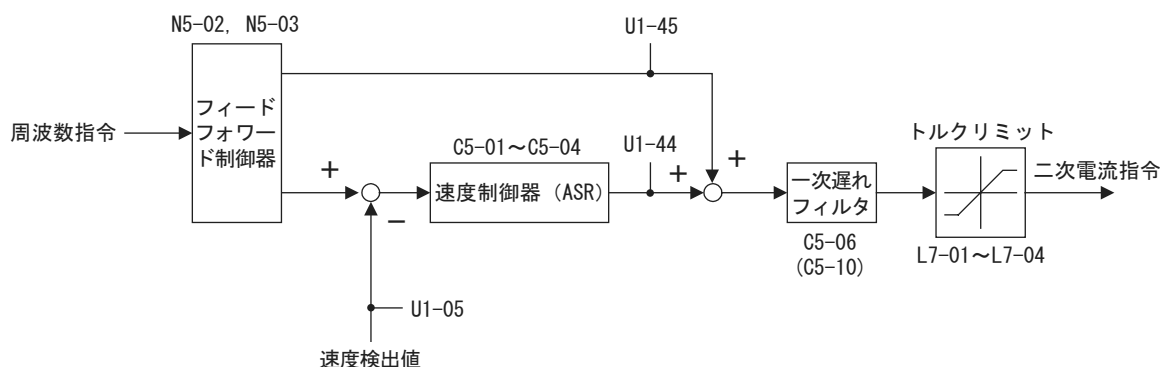 N5-02, N5-03
U1-45
フィード
フォワー
ド制御器
周波数指令
C5-01～C5-04
U1-44
トルクリミット
+
+
+
速度制御器（ASR）
一次遅れ
フィルタ
二次電流指令
−
C5-06
(C5-10)
L7-01～L7-04
U1-05
速度検出値